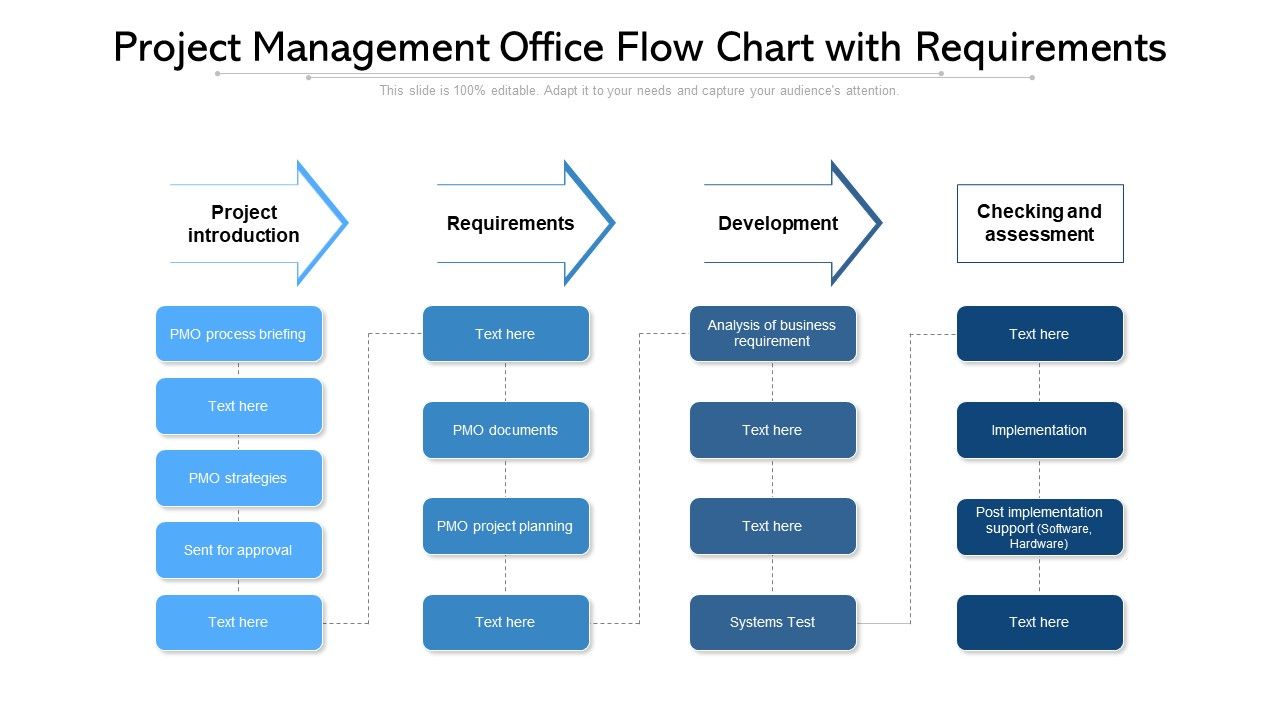 Project Management Office Flow Chart with Requirements
This slide is 100% editable. Adapt it to your needs and capture your audience's attention.
Project
introduction
PMO process briefing
Text here
PMO strategies
Sent for approval
Text here
Requirements
Text here
PMO documents
PMO project planning
Text here
Development
Analysis of business
requirement
Text here
Text here
Systems Test
Checking and
assessment
Text here
Implementation
Post implementation
support (Software,
Hardware)
Text here